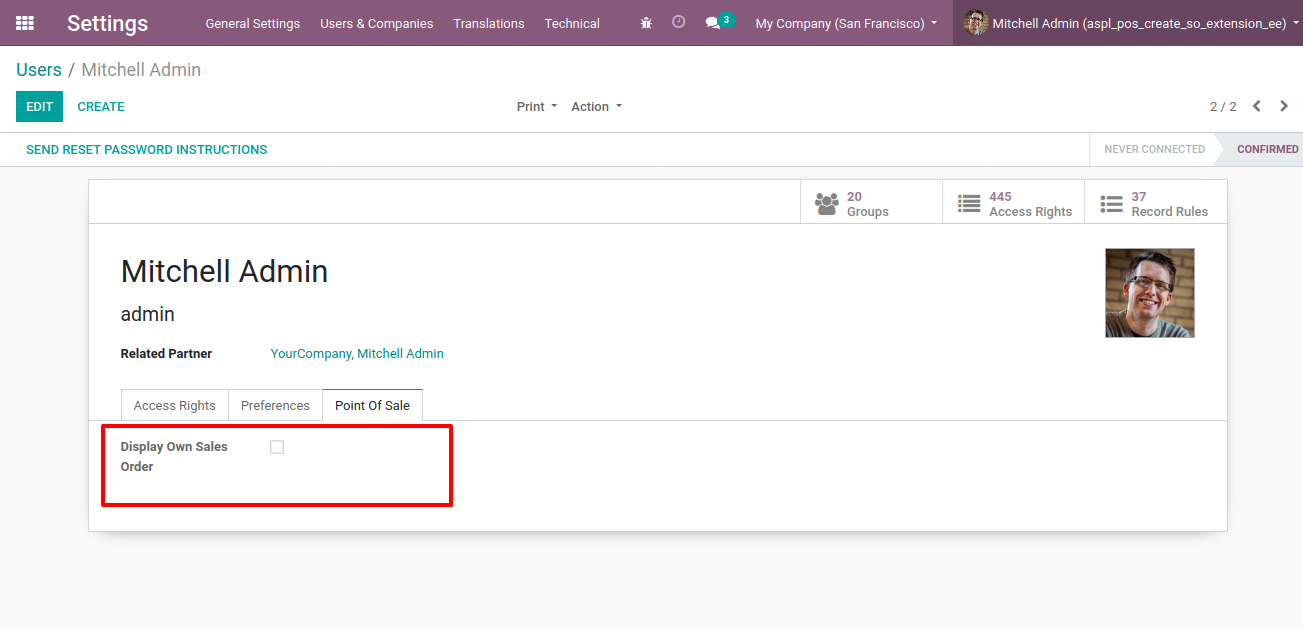 Settings General Settings Users & Companies Translations Technical 3 My Company (San Francisco) Mitchell Admin (aspl_pos_create_so_extension_ee)
Users / Mitchell Admin
EDIT CREATE Print Action 2 / 2
SEND RESET PASSWORD INSTRUCTIONS NEVER CONNECTED CONFIRMED
20 Groups
445 Access Rights
37 Record Rules
Mitchell Admin
admin
Related Partner YourCompany, Mitchell Admin
Access Rights Preferences Point Of Sale
Display Own Sales
Order